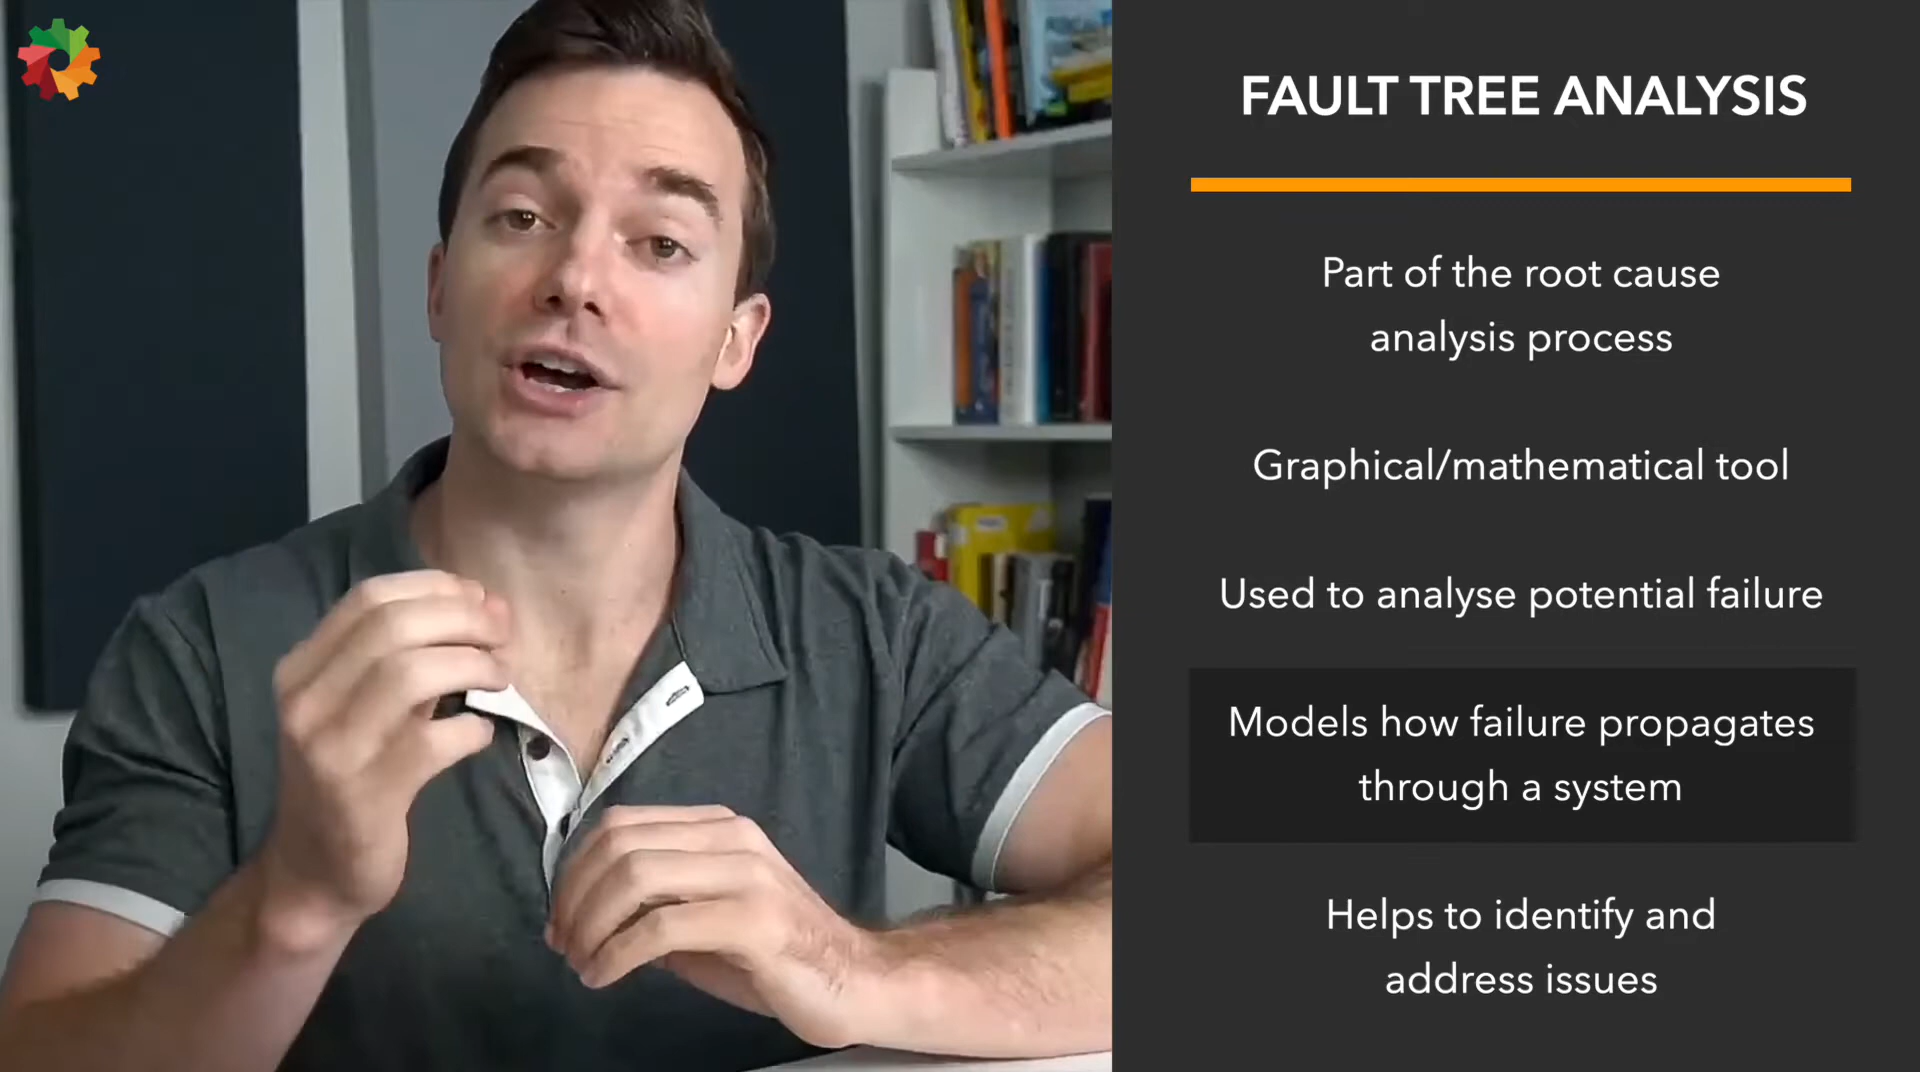 FAULT TREE ANALYSIS
Part of the root cause
analysis process
Graphical/mathematical tool
Used to analyse potential failure
Models how failure propagates
through a system
Helps to identify and
address issues